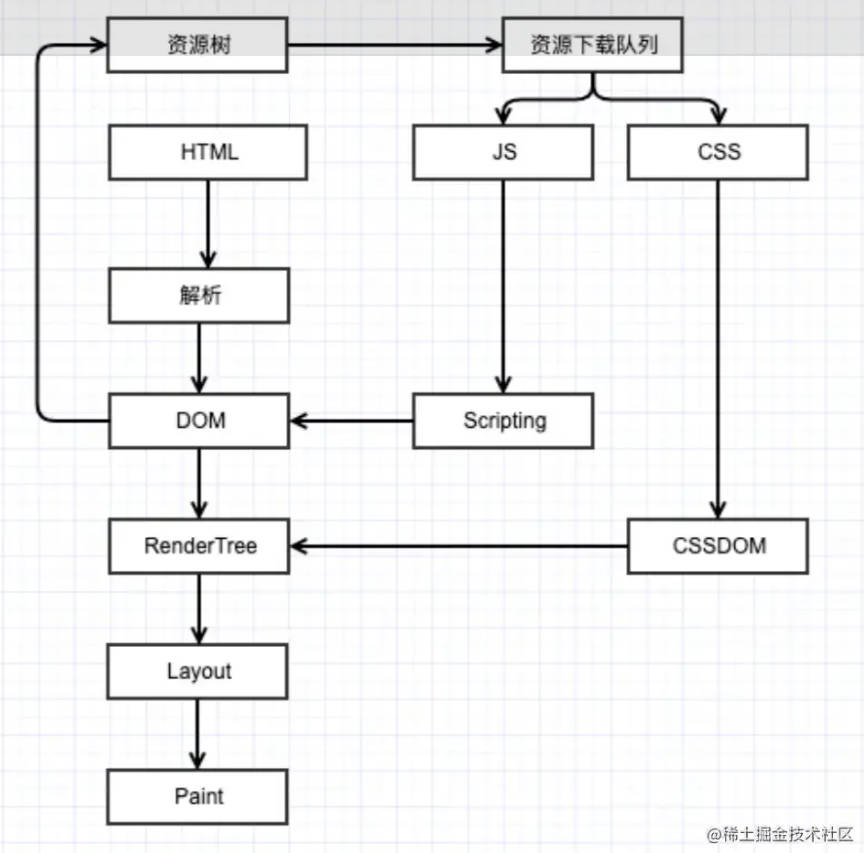 资源树
资源下载队列
HTML
JS
CSS
解析
DOM
Scripting
RenderTree
CSSDOM
Layout
Paint
@稀土掘金技术社区